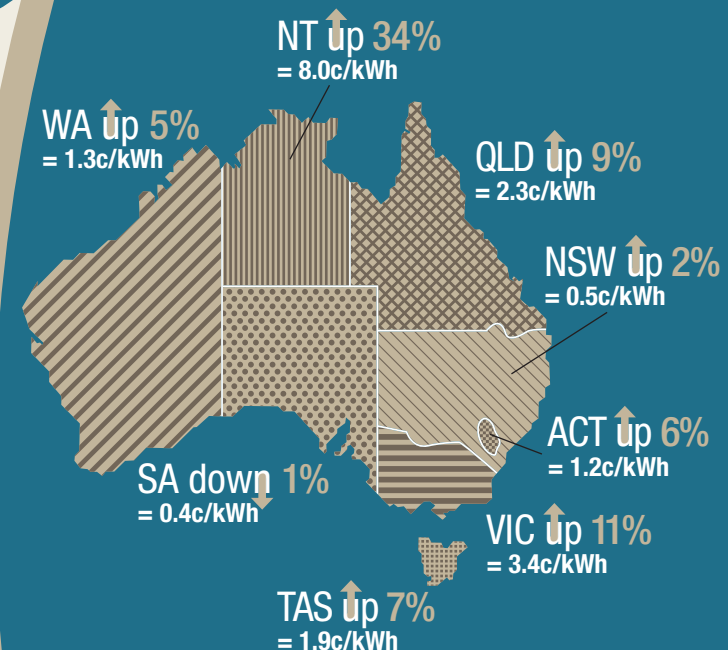 NT up 34%
= 8.0c/kWh
WA up 5%
= 1.3c/kWh
QLD up 9%
= 2.3c/kWh
NSW up 2%
= 0.5c/kWh
ACT up 6%
= 1.2c/kWh
SA down 1%
= 0.4c/kWh
VIC up 11%
= 3.4c/kWh
TAS up 7%
= 1.9c/kWh